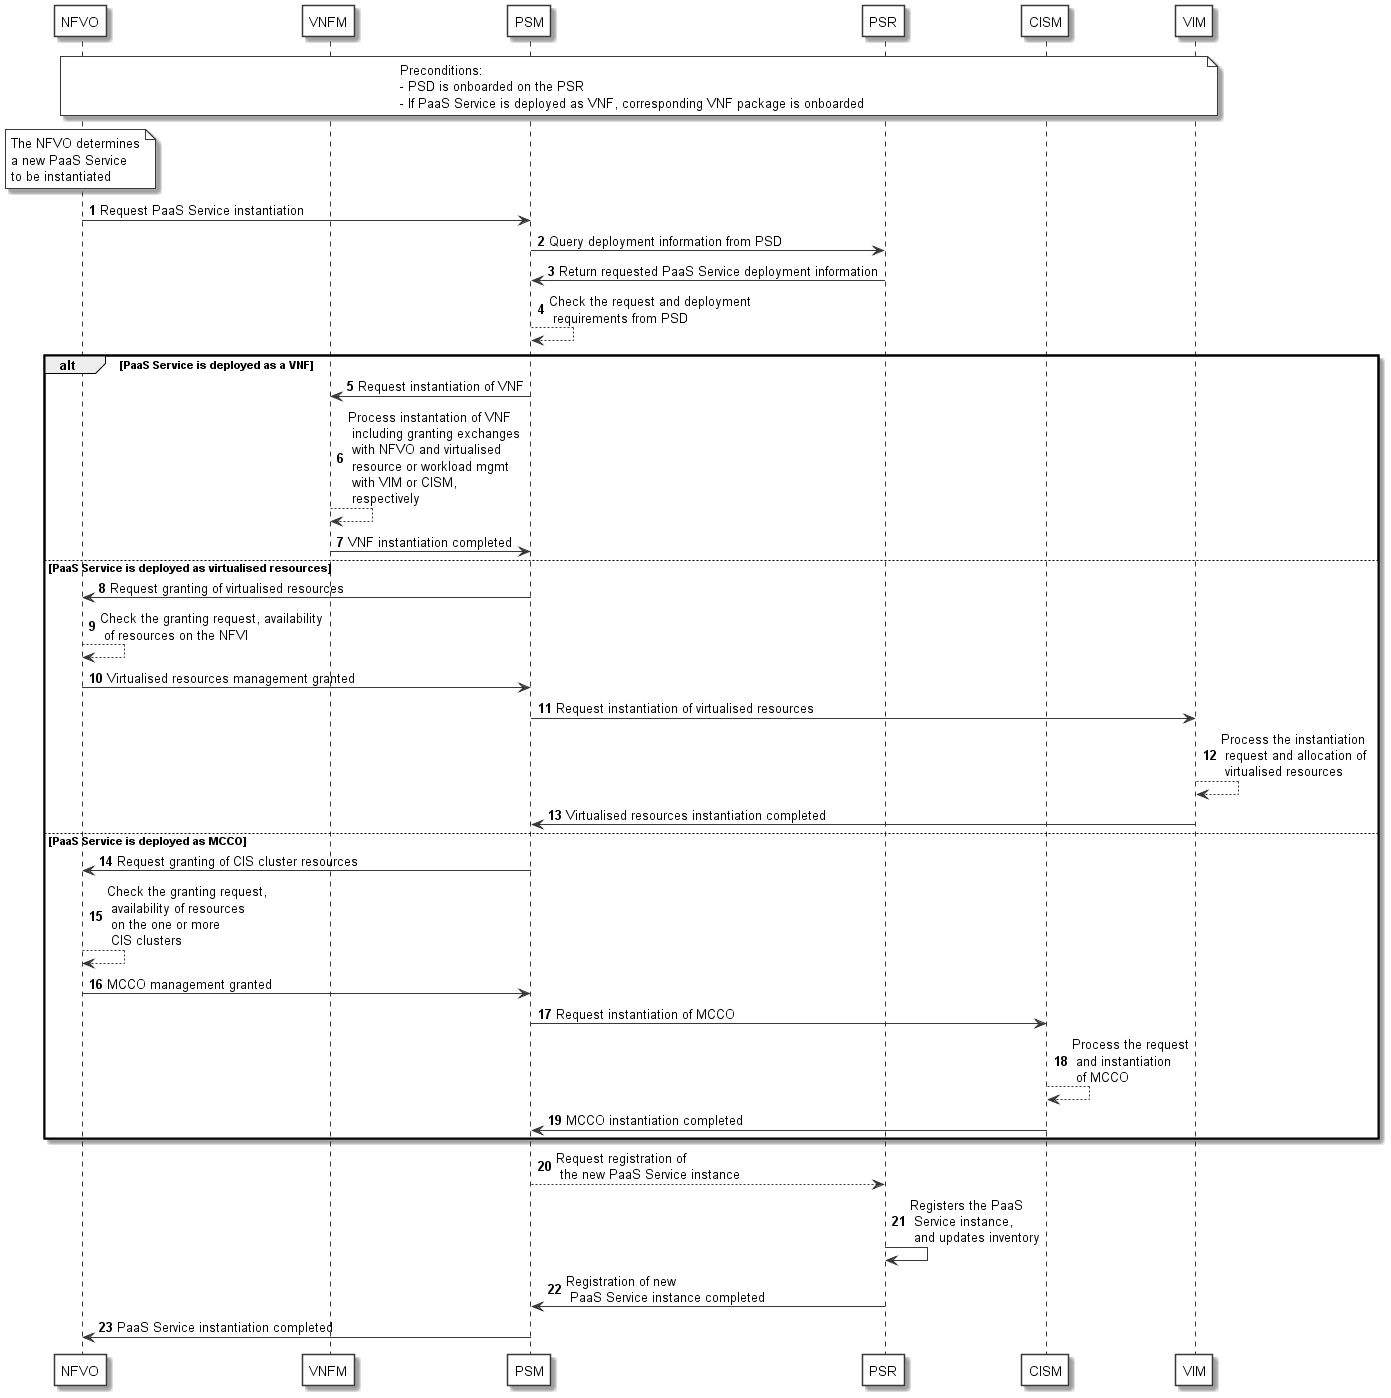 NFVO VNFM PSM PSR CISM VIM
Preconditions:
- PSD is onboarded on the PSR
- If PaaS Service is deployed as VNF, corresponding VNF package is onboarded
The NFVO determines
a new PaaS Service
to be instantiated
1 Request PaaS Service instantiation
2 Query deployment information from PSD
3 Return requested PaaS Service deployment information
4 Check the request and deployment
requirements from PSD
alt [PaaS Service is deployed as a VNF]
5 Request instantiation of VNF
6 Process instantation of VNF
including granting exchanges
with NFVO and virtualised
resource or workload mgmt
with VIM or CISM,
respectively
7 VNF instantiation completed
[PaaS Service is deployed as virtualised resources]
8 Request granting of virtualised resources
9 Check the granting request, availability
of resources on the NFVI
10 Virtualised resources management granted
11 Request instantiation of virtualised resources
12 Process the instantiation
request and allocation of
virtualised resources
13 Virtualised resources instantiation completed
[PaaS Service is deployed as MCCO]
14 Request granting of CIS cluster resources
15 Check the granting request,
availability of resources
on the one or more
CIS clusters
16 MCCO management granted
17 Request instantiation of MCCO
18 Process the request
and instantiation
of MCCO
19 MCCO instantiation completed
20 Request registration of
the new PaaS Service instance
21 Registers the PaaS
Service instance,
and updates inventory
22 Registration of new
PaaS Service instance completed
23 PaaS Service instantiation completed
NFVO VNFM PSM PSR CISM VIM